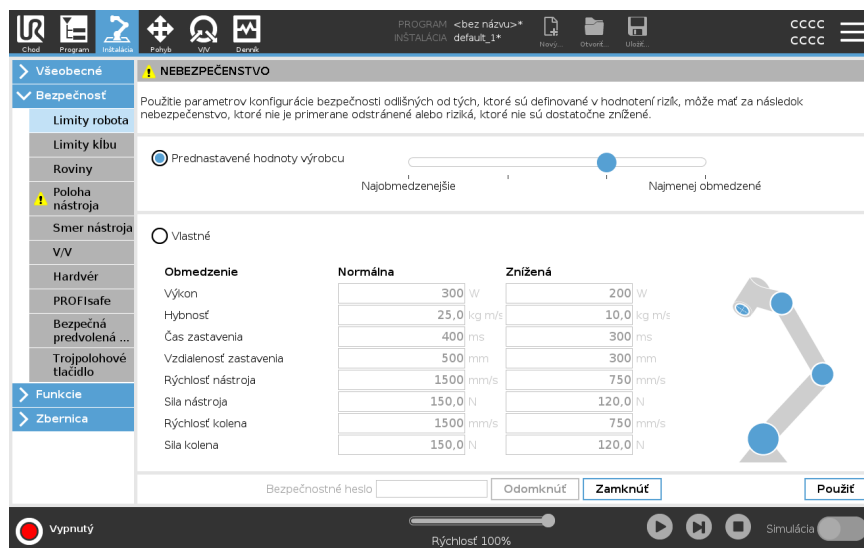 PROGRAM <bez názvu>*
INŠTALÁCIA default_1*
CCCC
CCCC
Chod
Program
Inštalácia
Pohyb
V/V
Denník
Nový...
Otvoriť...
Uložiť...
Všeobecné
Bezpečnosť
Limity robota
Limity kĺbu
Roviny
Poloha
nástroja
Smer nástroja
V/V
Hardvér
PROFIsafe
Bezpečná
predvolená ...
Trojpolohové
tlačidlo
Funkcie
Zbernica
NEBEZPEČENSTVO
Použitie parametrov konfigurácie bezpečnosti odlišných od tých, ktoré sú definované v hodnotení rizík, môže mať za následok
nebezpečenstvo, ktoré nie je primerane odstránené alebo riziká, ktoré nie sú dostatočne znížené.
Prednastavené hodnoty výrobcu
Najobmedzenejšie
Najmenej obmedzené
Vlastné
Obmedzenie Normálna Znížená
Výkon 300 W 200 W
Hybnosť 25,0 kg m/s 10,0 kg m/s
Čas zastavenia 400 ms 300 ms
Vzdialenosť zastavenia 500 mm 300 mm
Rýchlosť nástroja 1500 mm/s 750 mm/s
Sila nástroja 150,0 N 120,0 N
Rýchlosť kolena 1500 mm/s 750 mm/s
Sila kolena 150,0 N 120,0 N
Bezpečnostné heslo Odomknúť Zamknúť Použiť
Vypnutý
Rýchlosť 100%
Simulácia